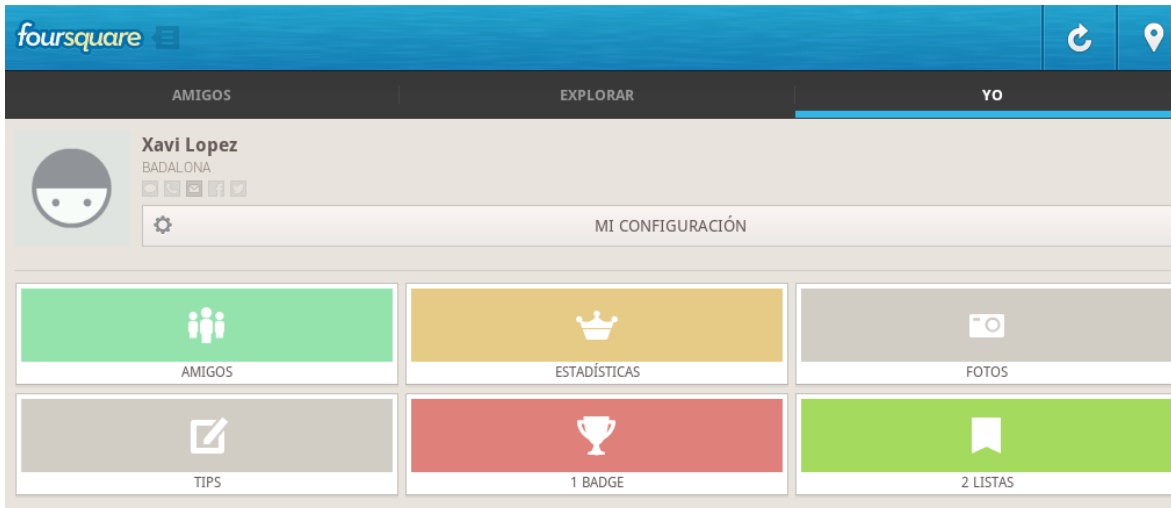 foursquare
AMIGOS EXPLORAR YO
Xavi Lopez
BADALONA
MI CONFIGURACIÓN
AMIGOS ESTADÍSTICAS FOTOS
TIPS 1 BADGE 2 LISTAS